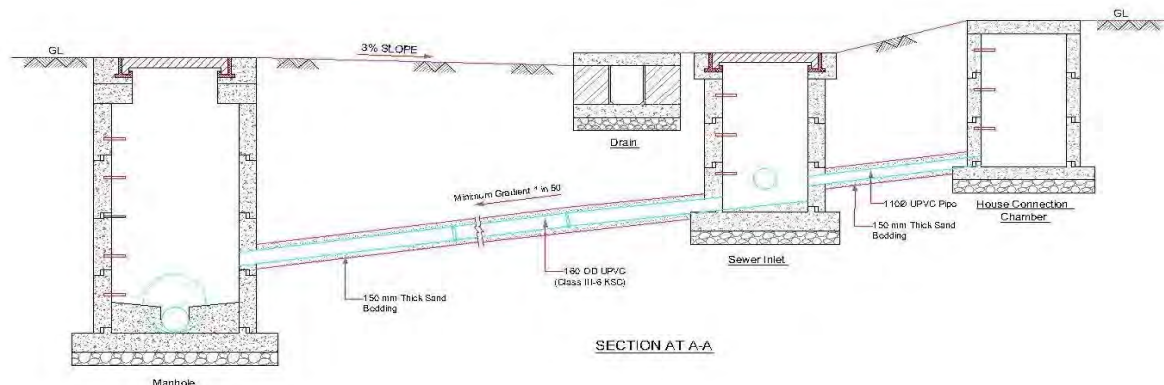 GL
3% SLOPE
GL
Drain
Minimum Gradient 1 in 50
110Ø UPVC Pipe
150 mm Thick Sand
Bedding
House Connection
Chamber
Sewer Inlet
160 OD UPVC
(Class III-6 KSC)
150 mm Thick Sand
Bedding
SECTION AT A-A
Manhole